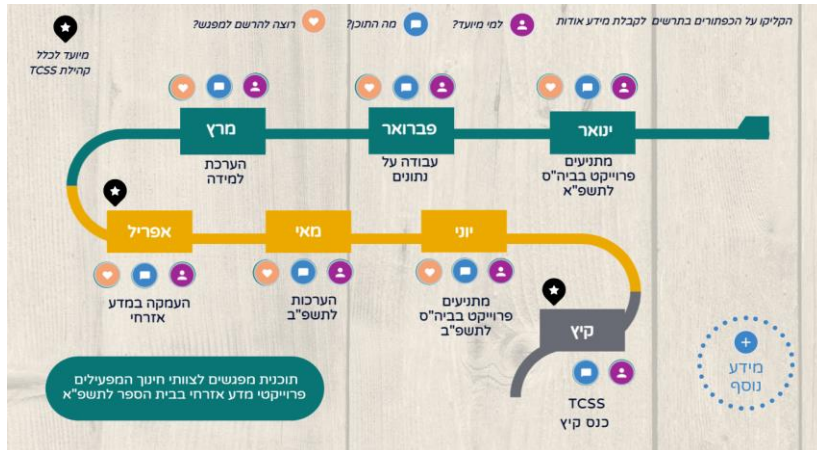 הקליקו על הכפתורים בתרשים לקבלת מידע אודות
למי מיועד?
מה התוכן?
רוצה להרשם למפגש?
מיועד לכלל
קהילת TCSS
ינואר
מתניעים
פרוייקט בביה"ס
לתשפ"א
פברואר
עבודה על
נתונים
מרץ
הערכת
למידה
אפריל
העמקה במדע
אזרחי
מאי
הערכות
לתשפ"ב
יוני
מתניעים
פרוייקט בביה"ס
לתשפ"ב
קיץ
TCSS
כנס קיץ
מידע
נוסף
תוכנית מפגשים לצוותי חינוך המפעילים
פרוייקטי מדע אזרחי בבית הספר לתשפ"א